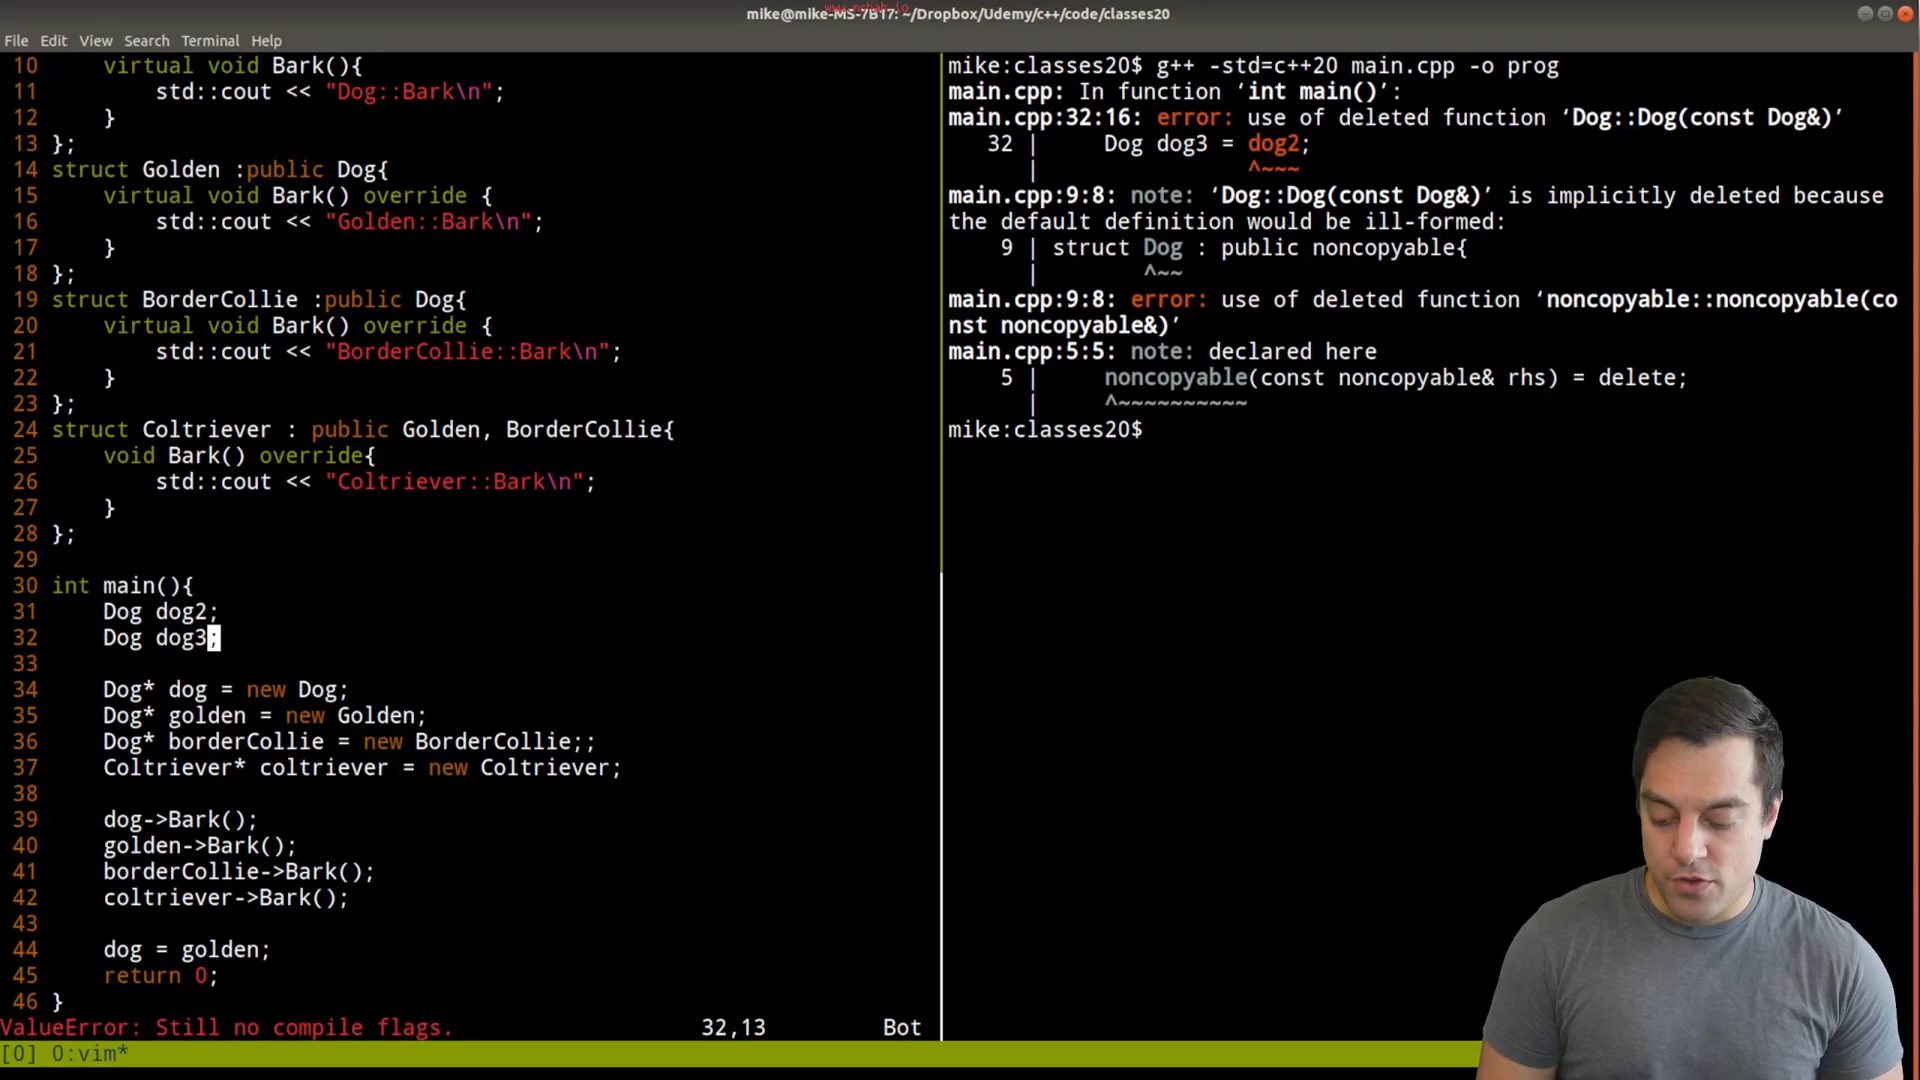 www.mshah.io
mike@mike-MS-7B17: ~/Dropbox/Udemy/c++/code/classes20
File Edit View Search Terminal Help
10     virtual void Bark(){
11         std::cout << "Dog::Bark\n";
12     }
13 };
14 struct Golden :public Dog{
15     virtual void Bark() override {
16         std::cout << "Golden::Bark\n";
17     }
18 };
19 struct BorderCollie :public Dog{
20     virtual void Bark() override {
21         std::cout << "BorderCollie::Bark\n";
22     }
23 };
24 struct Coltriever : public Golden, BorderCollie{
25     void Bark() override{
26         std::cout << "Coltriever::Bark\n";
27     }
28 };
29
30 int main(){
31     Dog dog2;
32     Dog dog3;
33
34     Dog* dog = new Dog;
35     Dog* golden = new Golden;
36     Dog* borderCollie = new BorderCollie;;
37     Coltriever* coltriever = new Coltriever;
38
39     dog->Bark();
40     golden->Bark();
41     borderCollie->Bark();
42     coltriever->Bark();
43
44     dog = golden;
45     return 0;
46 }
ValueError: Still no compile flags. 32,13 Bot
[0] 0:vim*
mike:classes20$ g++ -std=c++20 main.cpp -o prog
main.cpp: In function ‘int main()’:
main.cpp:32:16: error: use of deleted function ‘Dog::Dog(const Dog&)’
   32 |     Dog dog3 = dog2;
      |                ^~~~
main.cpp:9:8: note: ‘Dog::Dog(const Dog&)’ is implicitly deleted because
the default definition would be ill-formed:
    9 | struct Dog : public noncopyable{
      |        ^~~
main.cpp:9:8: error: use of deleted function ‘noncopyable::noncopyable(co
nst noncopyable&)’
main.cpp:5:5: note: declared here
    5 |     noncopyable(const noncopyable& rhs) = delete;
      |     ^~~~~~~~~~~
mike:classes20$